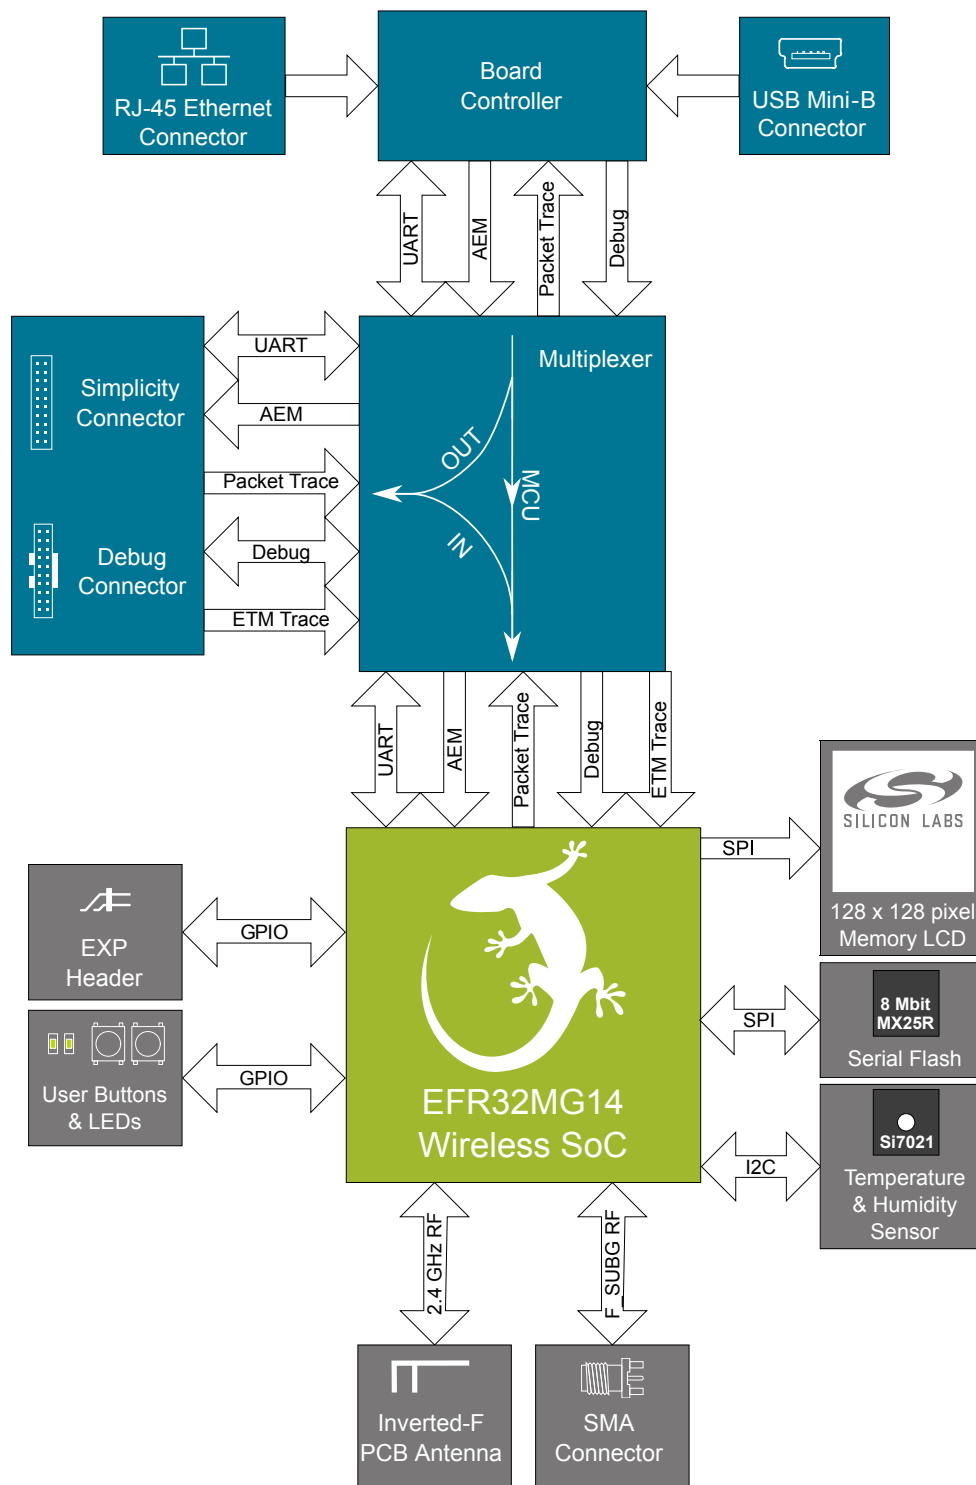 RJ-45 Ethernet
Connector
Board
Controller
USB Mini-B
Connector
UART
AEM
Packet Trace
Debug
Simplicity
Connector
Debug
Connector
UART
AEM
Packet Trace
Debug
ETM Trace
Multiplexer
OUT
MCU
IN
UART
AEM
Packet Trace
Debug
ETM Trace
EXP
Header
User Buttons
& LEDs
GPIO
GPIO
EFR32MG14
Wireless SoC
SPI
SPI
I2C
SILICON LABS
128 x 128 pixel
Memory LCD
8 Mbit
MX25R
Serial Flash
Si7021
Temperature
& Humidity
Sensor
2.4 GHz RF
F_SUBG RF
Inverted-F
PCB Antenna
SMA
Connector